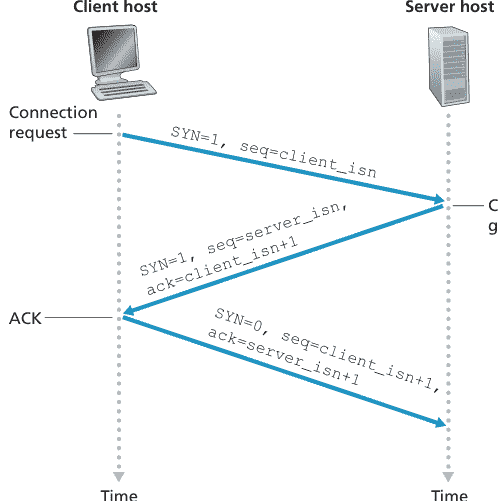 Client host
Server host
Connection
request
SYN=1, seq=client_isn
C
g
SYN=1, seq=server_isn,
ack=client_isn+1
ACK
SYN=0, seq=client_isn+1,
ack=server_isn+1
Time
Time